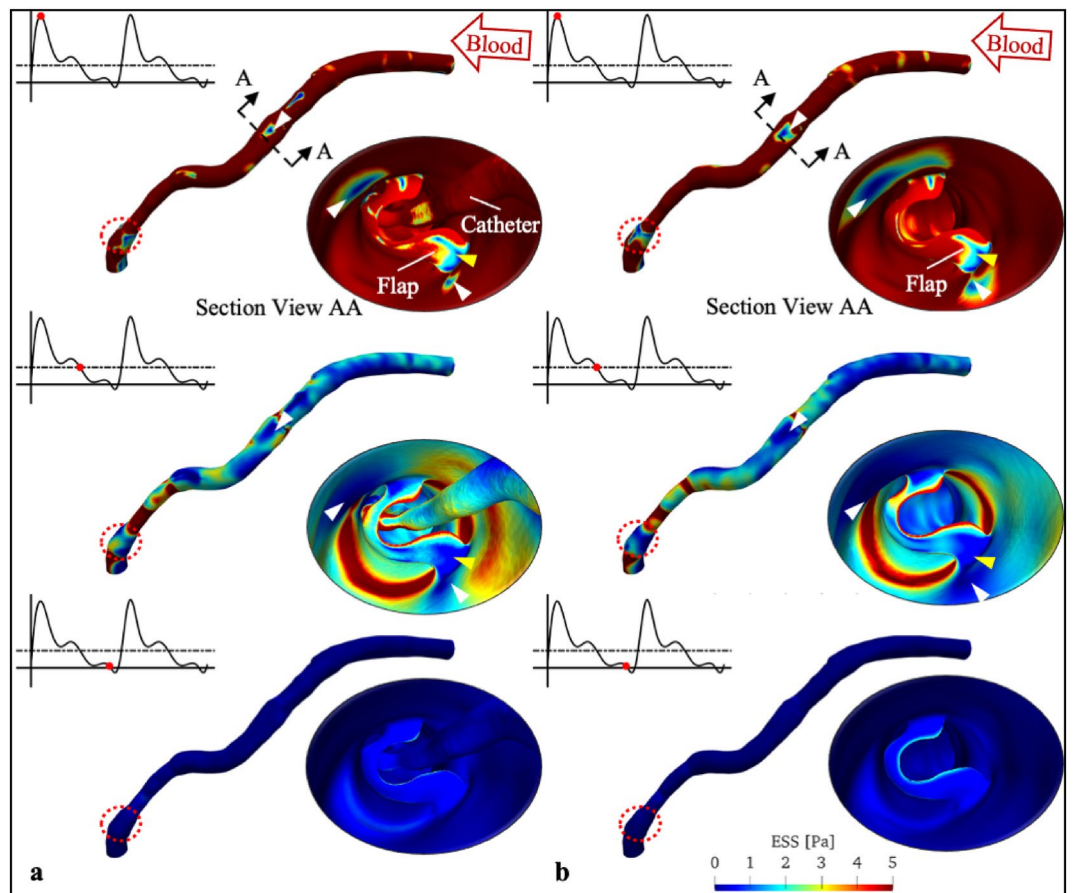 Blood
A
A
Catheter
Flap
Section View AA
a
Blood
A
A
Flap
Section View AA
b
ESS [Pa]
0 1 2 3 4 5